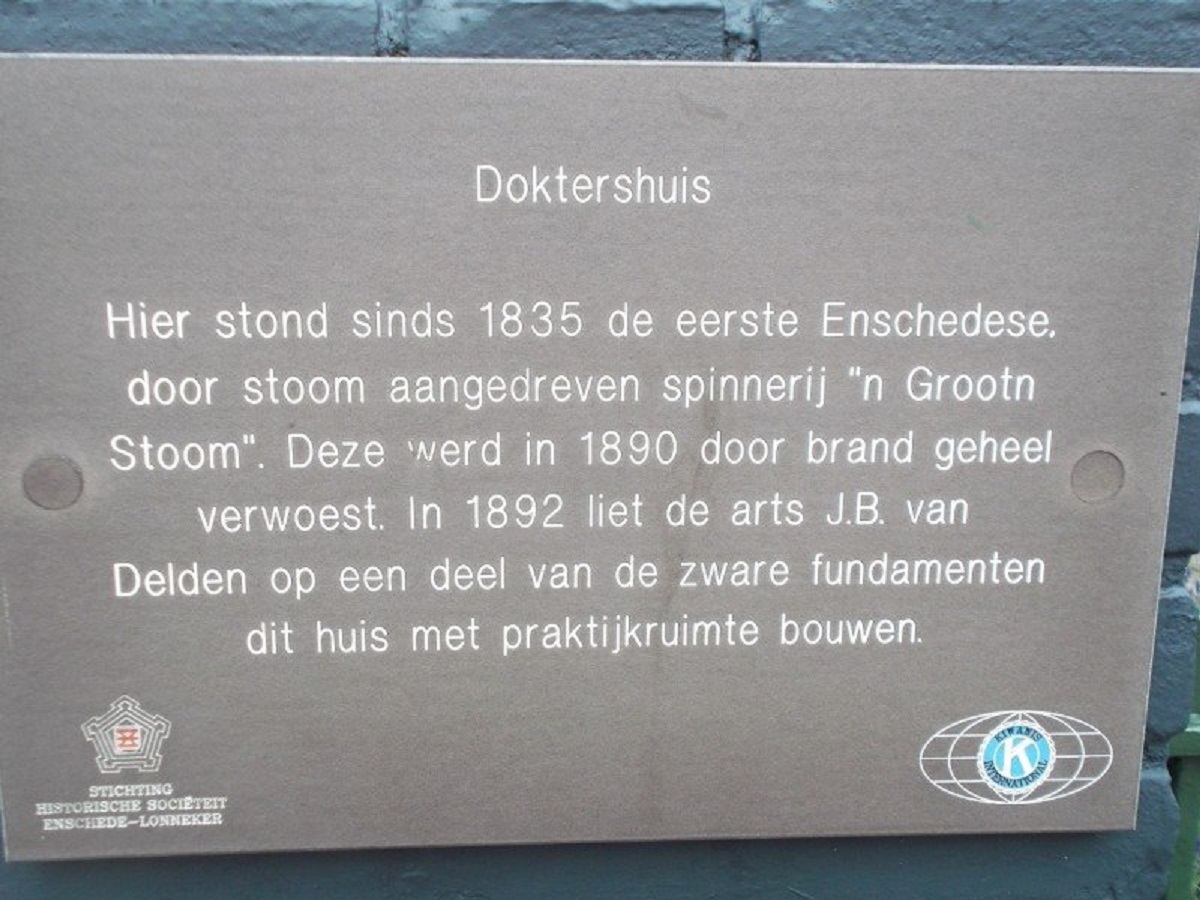 Doktershuis
Hier stond sinds 1835 de eerste Enschedese,
door stoom aangedreven spinnerij "n Grootn
Stoom". Deze werd in 1890 door brand geheel
verwoest. In 1892 liet de arts J.B. van
Delden op een deel van de zware fundamenten
dit huis met praktijkruimte bouwen.
STICHTING
HISTORISCHE SOCIËTEIT
ENSCHEDE-LONNEKER
KIWANIS
K
INTERNATIONAL